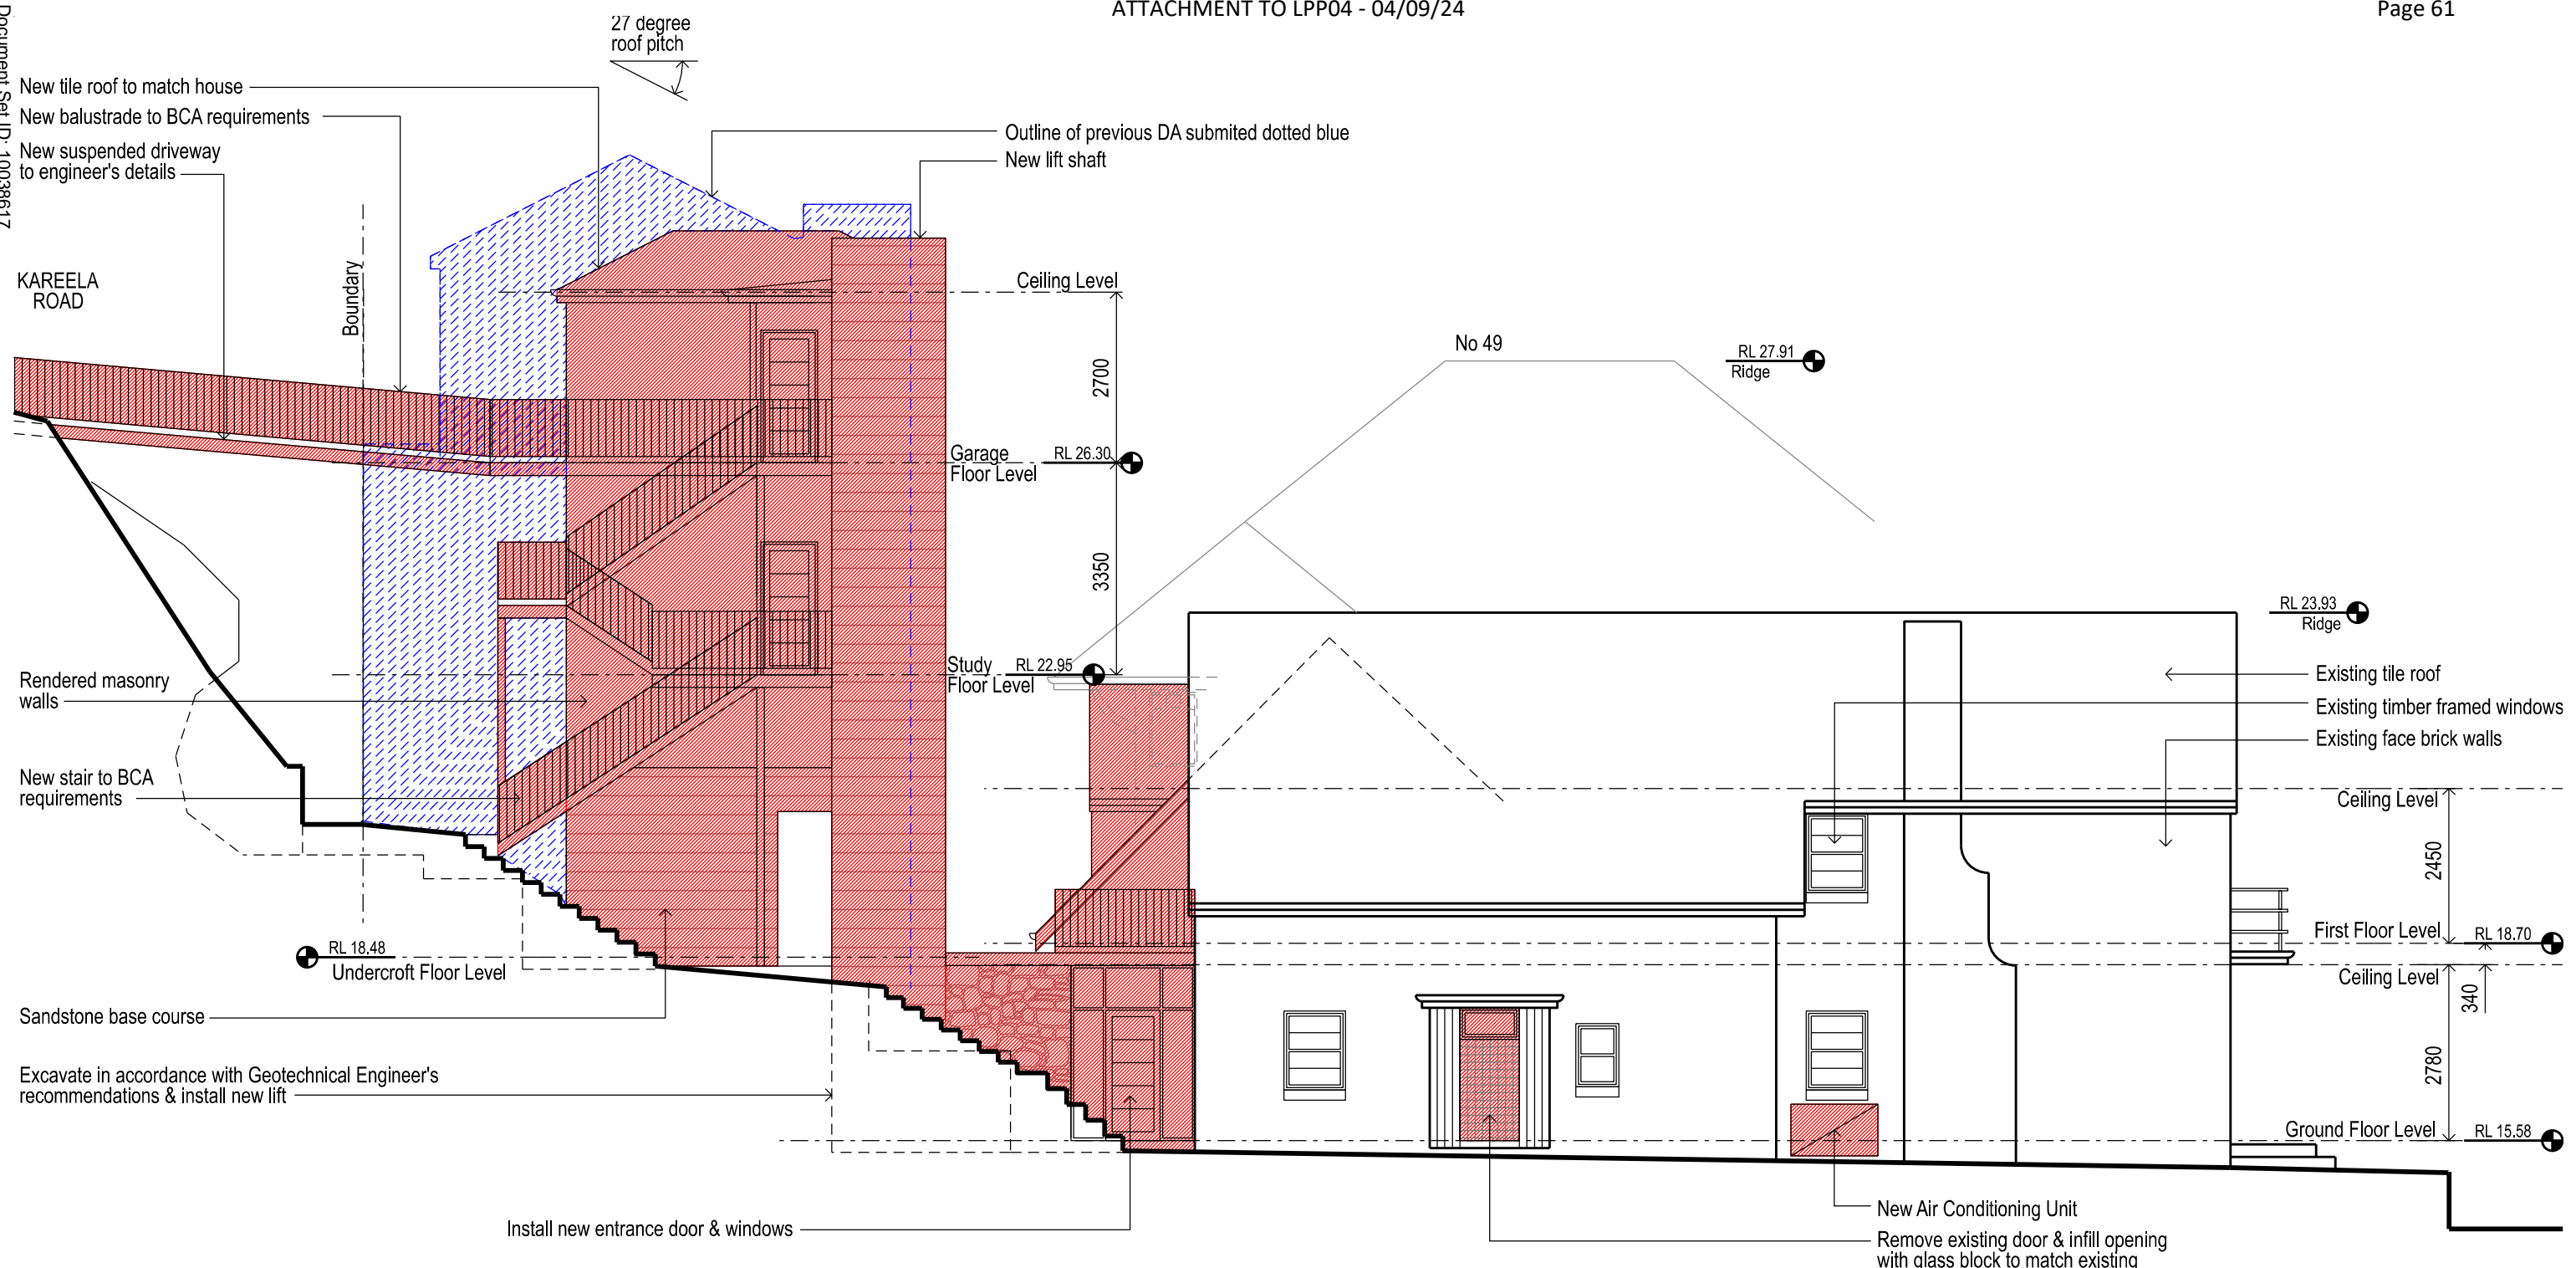 ATTACHMENT TO LPP04 - 04/09/24
Page 61
Document Set ID: 10038617
27 degree
roof pitch
New tile roof to match house
New balustrade to BCA requirements
New suspended driveway
to engineer's details
Outline of previous DA submited dotted blue
New lift shaft
KAREELA
ROAD
Boundary
Ceiling Level
2700
No 49
RL 27.91
Ridge
Garage
Floor Level
RL 26.30
3350
RL 23.93
Ridge
Study
Floor Level
RL 22.95
Rendered masonry
walls
Existing tile roof
Existing timber framed windows
Existing face brick walls
New stair to BCA
requirements
Ceiling Level
2450
First Floor Level
RL 18.70
RL 18.48
Undercroft Floor Level
Ceiling Level
340
Sandstone base course
2780
Excavate in accordance with Geotechnical Engineer's
recommendations & install new lift
Ground Floor Level
RL 15.58
Install new entrance door & windows
New Air Conditioning Unit
Remove existing door & infill opening
with glass block to match existing